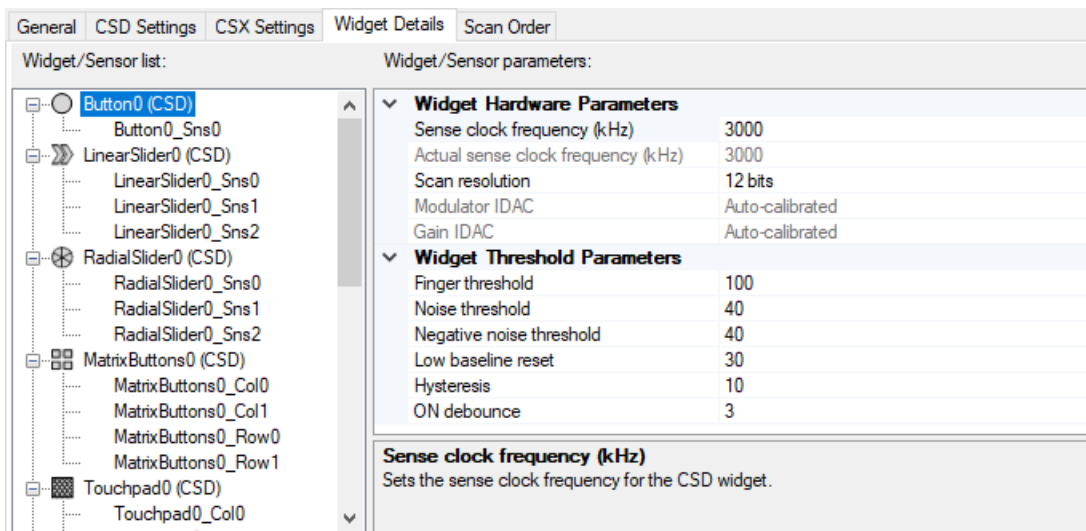 General CSD Settings CSX Settings Widget Details Scan Order
Widget/Sensor list:
Button0 (CSD)
Button0_Sns0
LinearSlider0 (CSD)
LinearSlider0_Sns0
LinearSlider0_Sns1
LinearSlider0_Sns2
RadialSlider0 (CSD)
RadialSlider0_Sns0
RadialSlider0_Sns1
RadialSlider0_Sns2
MatrixButtons0 (CSD)
MatrixButtons0_Col0
MatrixButtons0_Col1
MatrixButtons0_Row0
MatrixButtons0_Row1
Touchpad0 (CSD)
Touchpad0_Col0
Widget/Sensor parameters:
Widget Hardware Parameters
Sense clock frequency (kHz) 3000
Actual sense clock frequency (kHz) 3000
Scan resolution 12 bits
Modulator IDAC Auto-calibrated
Gain IDAC Auto-calibrated
Widget Threshold Parameters
Finger threshold 100
Noise threshold 40
Negative noise threshold 40
Low baseline reset 30
Hysteresis 10
ON debounce 3
Sense clock frequency (kHz)
Sets the sense clock frequency for the CSD widget.